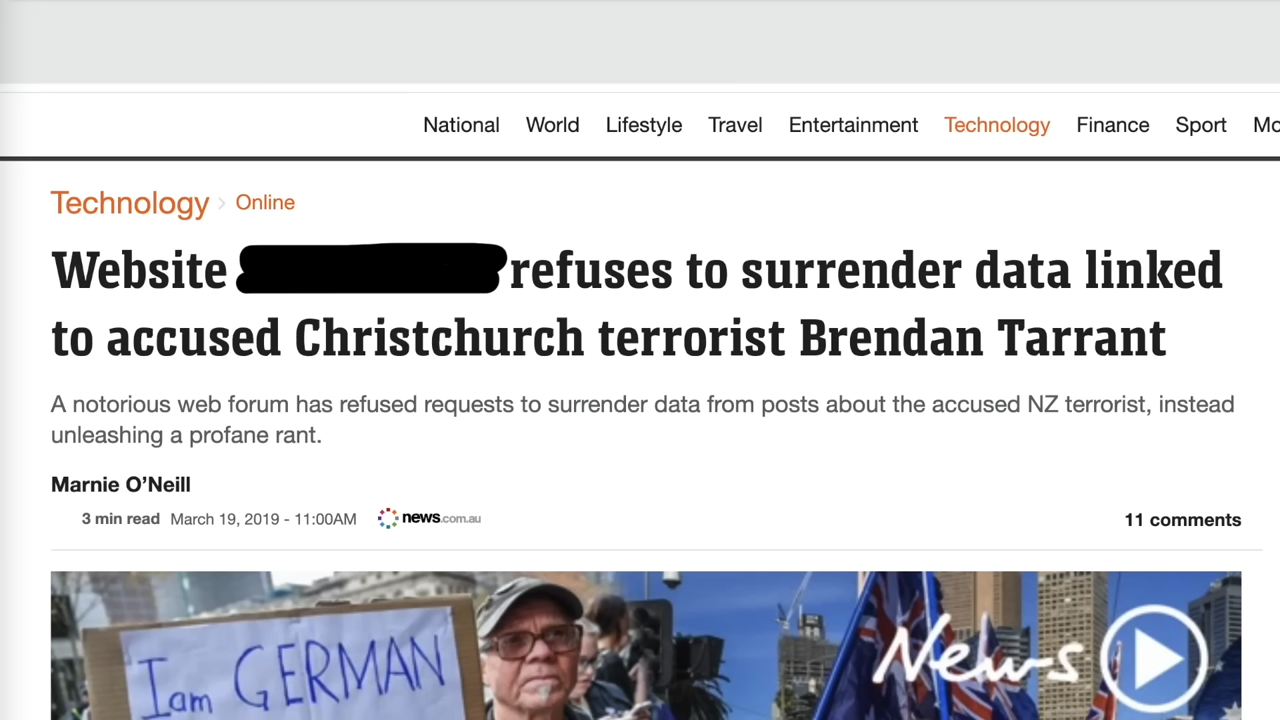 National World Lifestyle Travel Entertainment Technology Finance Sport Mo
Technology > Online
Website refuses to surrender data linked
to accused Christchurch terrorist Brendan Tarrant
A notorious web forum has refused requests to surrender data from posts about the accused NZ terrorist, instead
unleashing a profane rant.
Marnie O’Neill
3 min read March 19, 2019 - 11:00AM news.com.au
11 comments
I am GERMAN
News